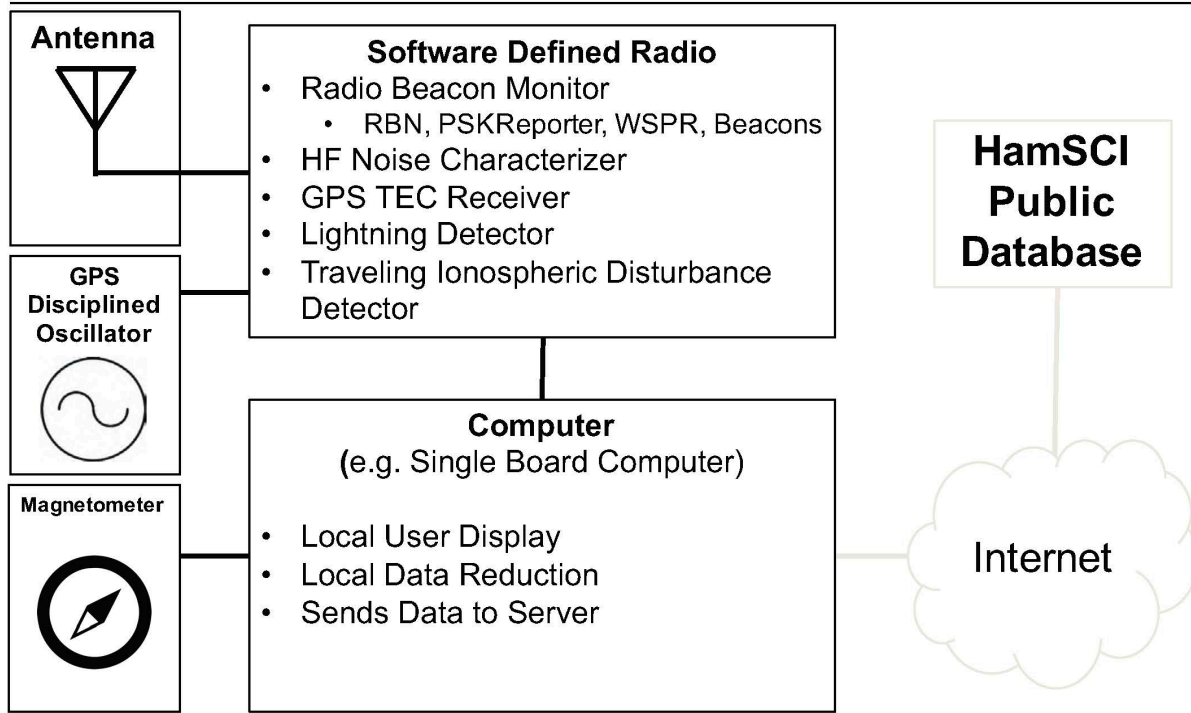 Antenna
Software Defined Radio
• Radio Beacon Monitor
• RBN, PSKReporter, WSPR, Beacons
• HF Noise Characterizer
• GPS TEC Receiver
• Lightning Detector
• Traveling Ionospheric Disturbance
Detector
GPS
Disciplined
Oscillator
Magnetometer
Computer
(e.g. Single Board Computer)
• Local User Display
• Local Data Reduction
• Sends Data to Server
HamSCI
Public
Database
Internet